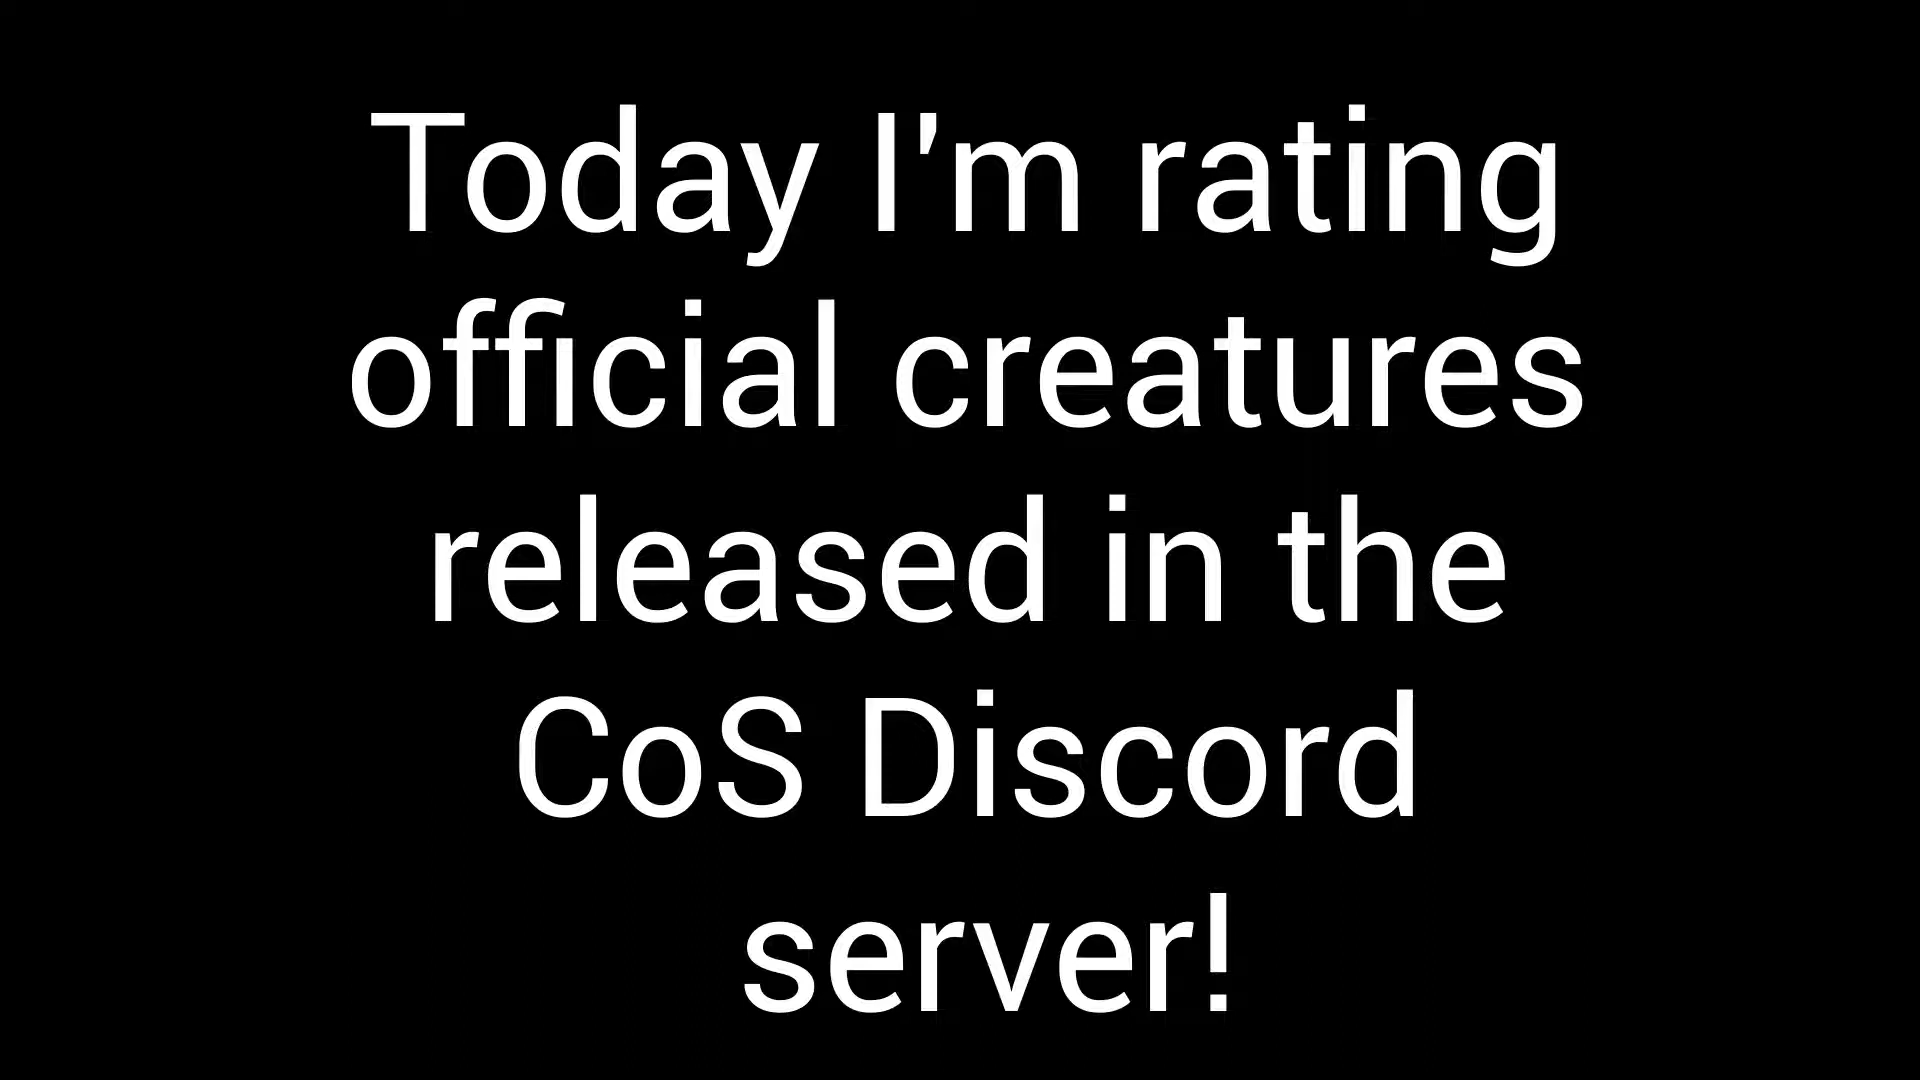 Today I'm rating
official creatures
released in the
CoS Discord
server!